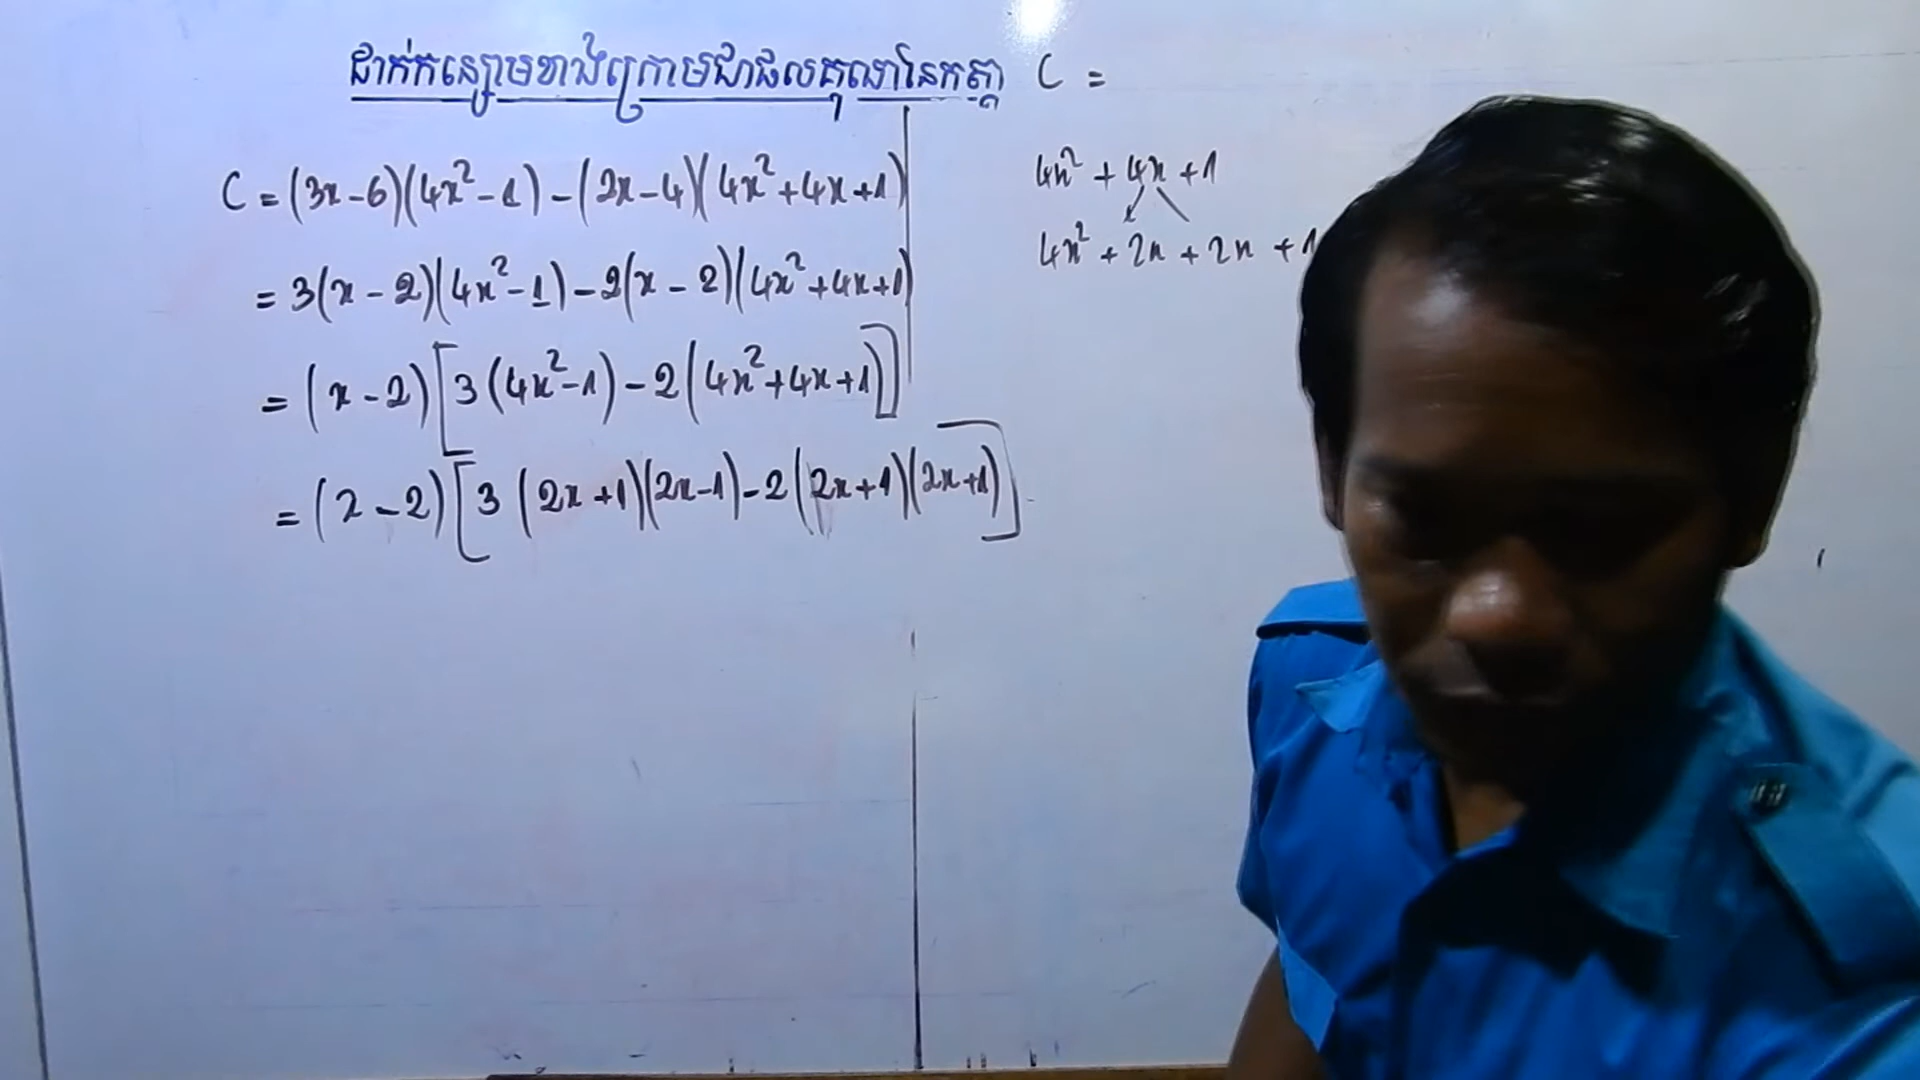 ដាក់កន្សោមខាងក្រោមជាផលគុណនៃកត្តា
C = (3x-6)(4x²-1)-(2x-4)(4x²+4x+1)
= 3(x-2)(4x²-1)-2(x-2)(4x²+4x+1)
= (x-2)[3(4x²-1)-2(4x²+4x+1)]
= (x-2)[3(2x+1)(2x-1)-2(2x+1)(2x+1)]
C =
4x²+4x+1
4x²+2x+2x+1